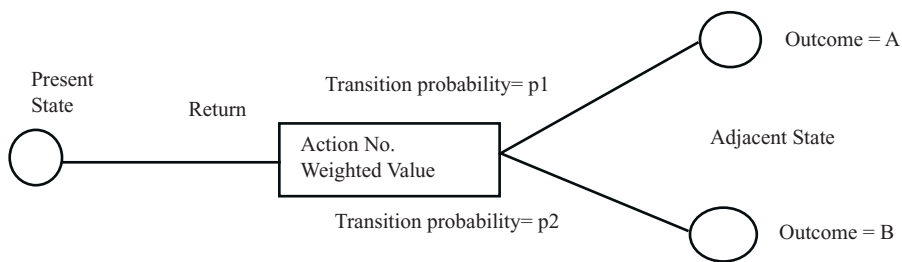 Present
State
Return
Transition probability= p1
Action No.
Weighted Value
Transition probability= p2
Outcome = A
Adjacent State
Outcome = B